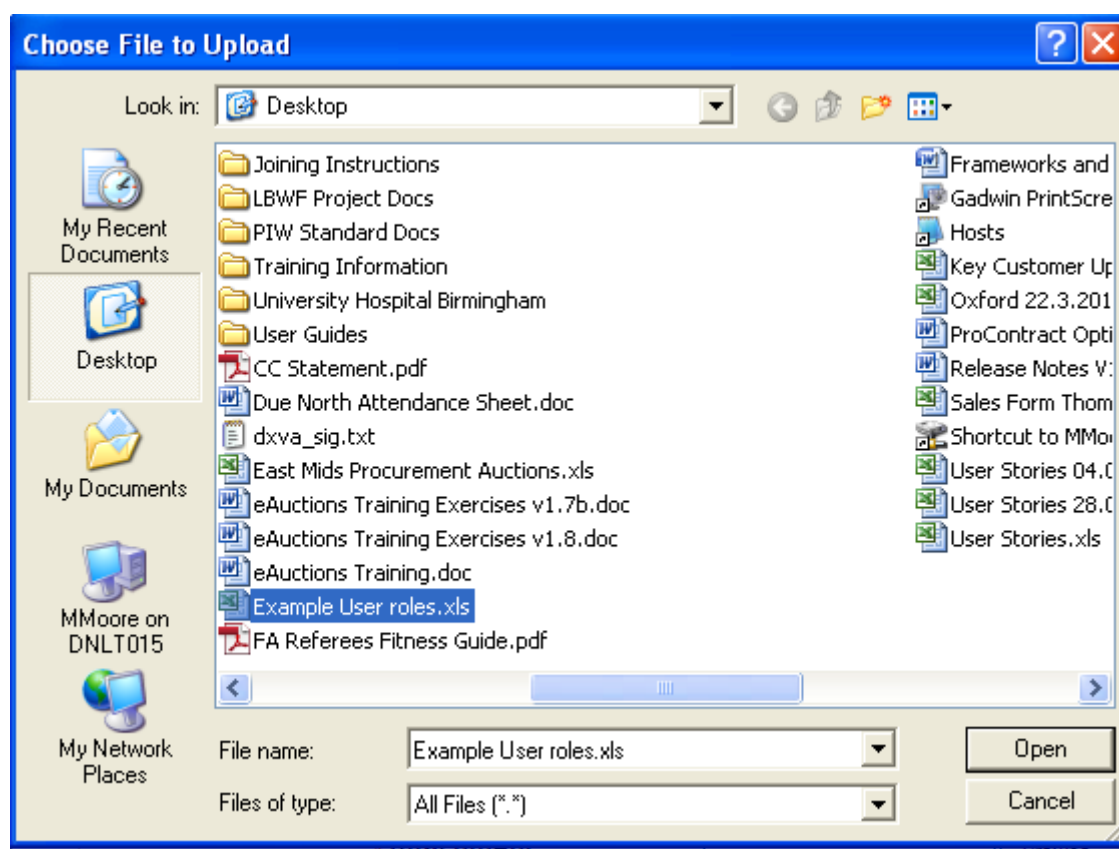 Choose File to Upload
Look in: Desktop
My Recent
Documents
Desktop
My Documents
MMoore on
DNLT015
My Network
Places
Joining Instructions
LBWF Project Docs
PIW Standard Docs
Training Information
University Hospital Birmingham
User Guides
CC Statement.pdf
Due North Attendance Sheet.doc
dxva_sig.txt
East Mids Procurement Auctions.xls
eAuctions Training Exercises v1.7b.doc
eAuctions Training Exercises v1.8.doc
eAuctions Training.doc
Example User roles.xls
FA Referees Fitness Guide.pdf
Frameworks and
Gadwin PrintScre
Hosts
Key Customer Up
Oxford 22.3.201
ProContract Opti
Release Notes V
Sales Form Thom
Shortcut to MMo
User Stories 04.
User Stories 28.
User Stories.xls
File name: Example User roles.xls
Open
Files of type: All Files (*.*)
Cancel